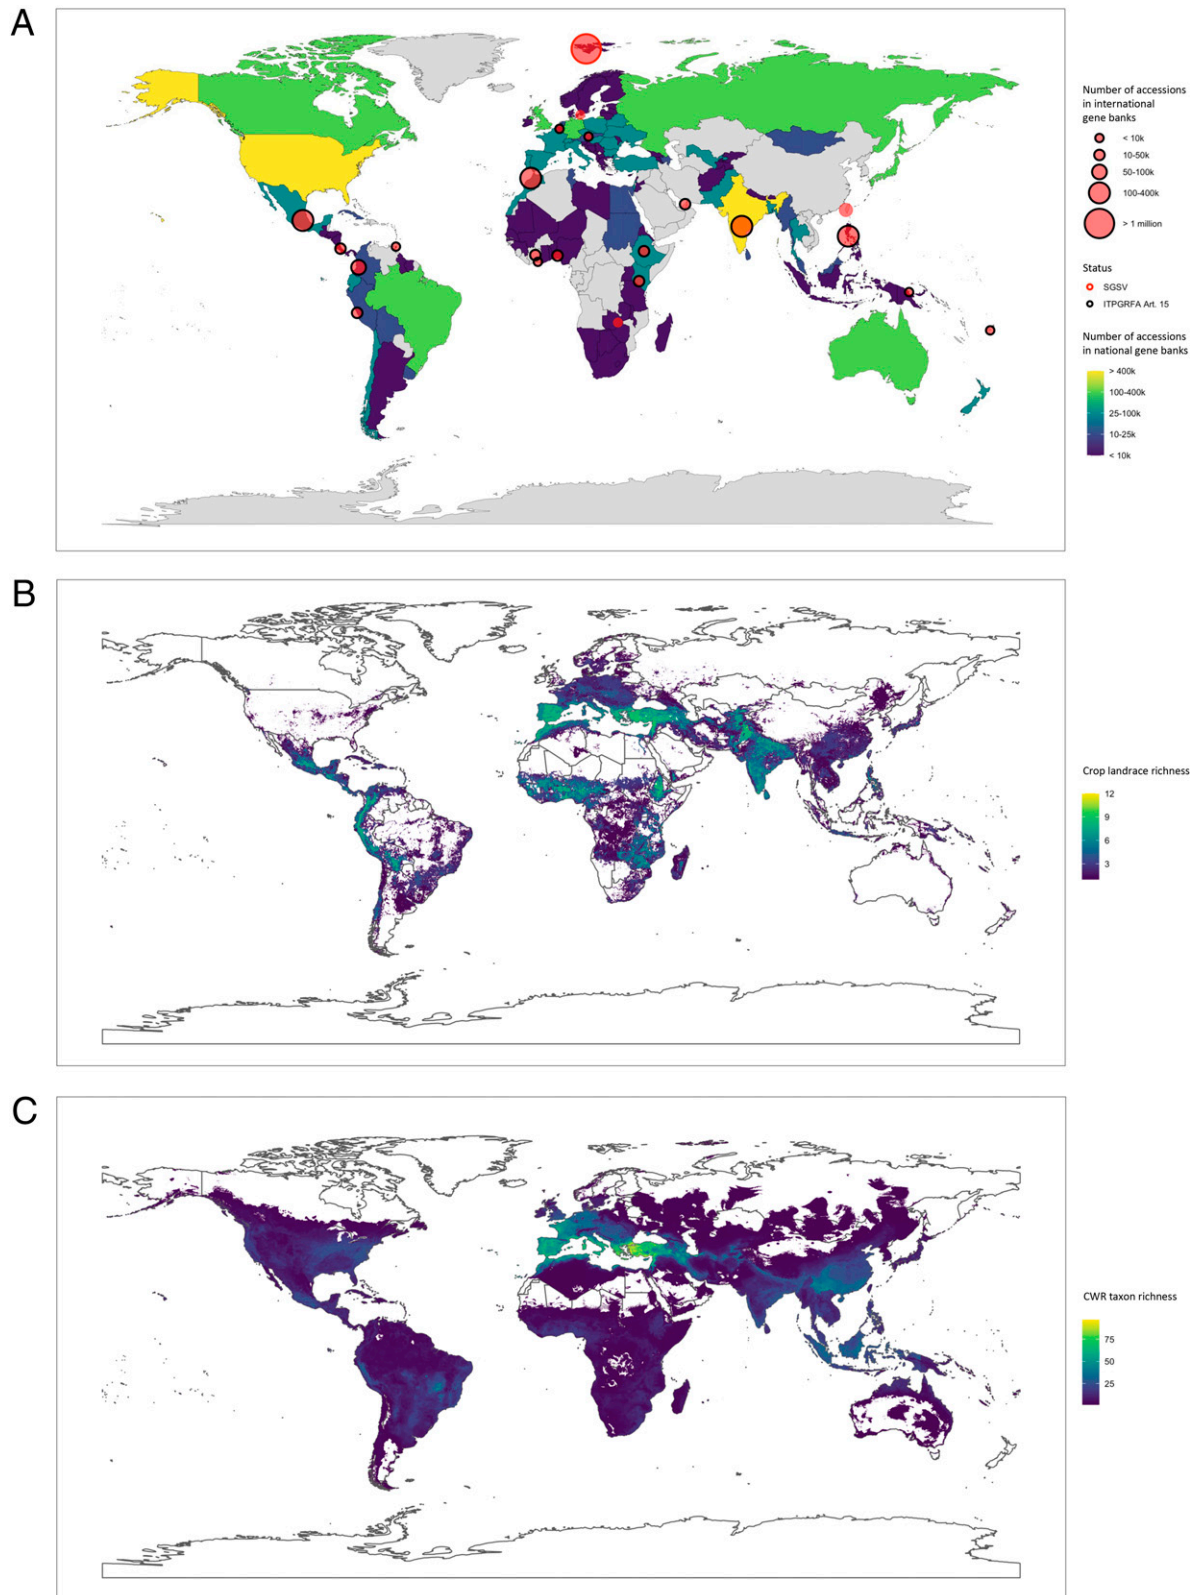 A
Number of accessions
in international
gene banks
< 10k
10-50k
50-100k
100-400k
> 1 million
Status
SGSV
ITPGRFA Art. 15
Number of accessions
in national gene banks
> 400k
100-400k
25-100k
10-25k
< 10k
B
Crop landrace richness
12
9
6
3
C
CWR taxon richness
75
50
25